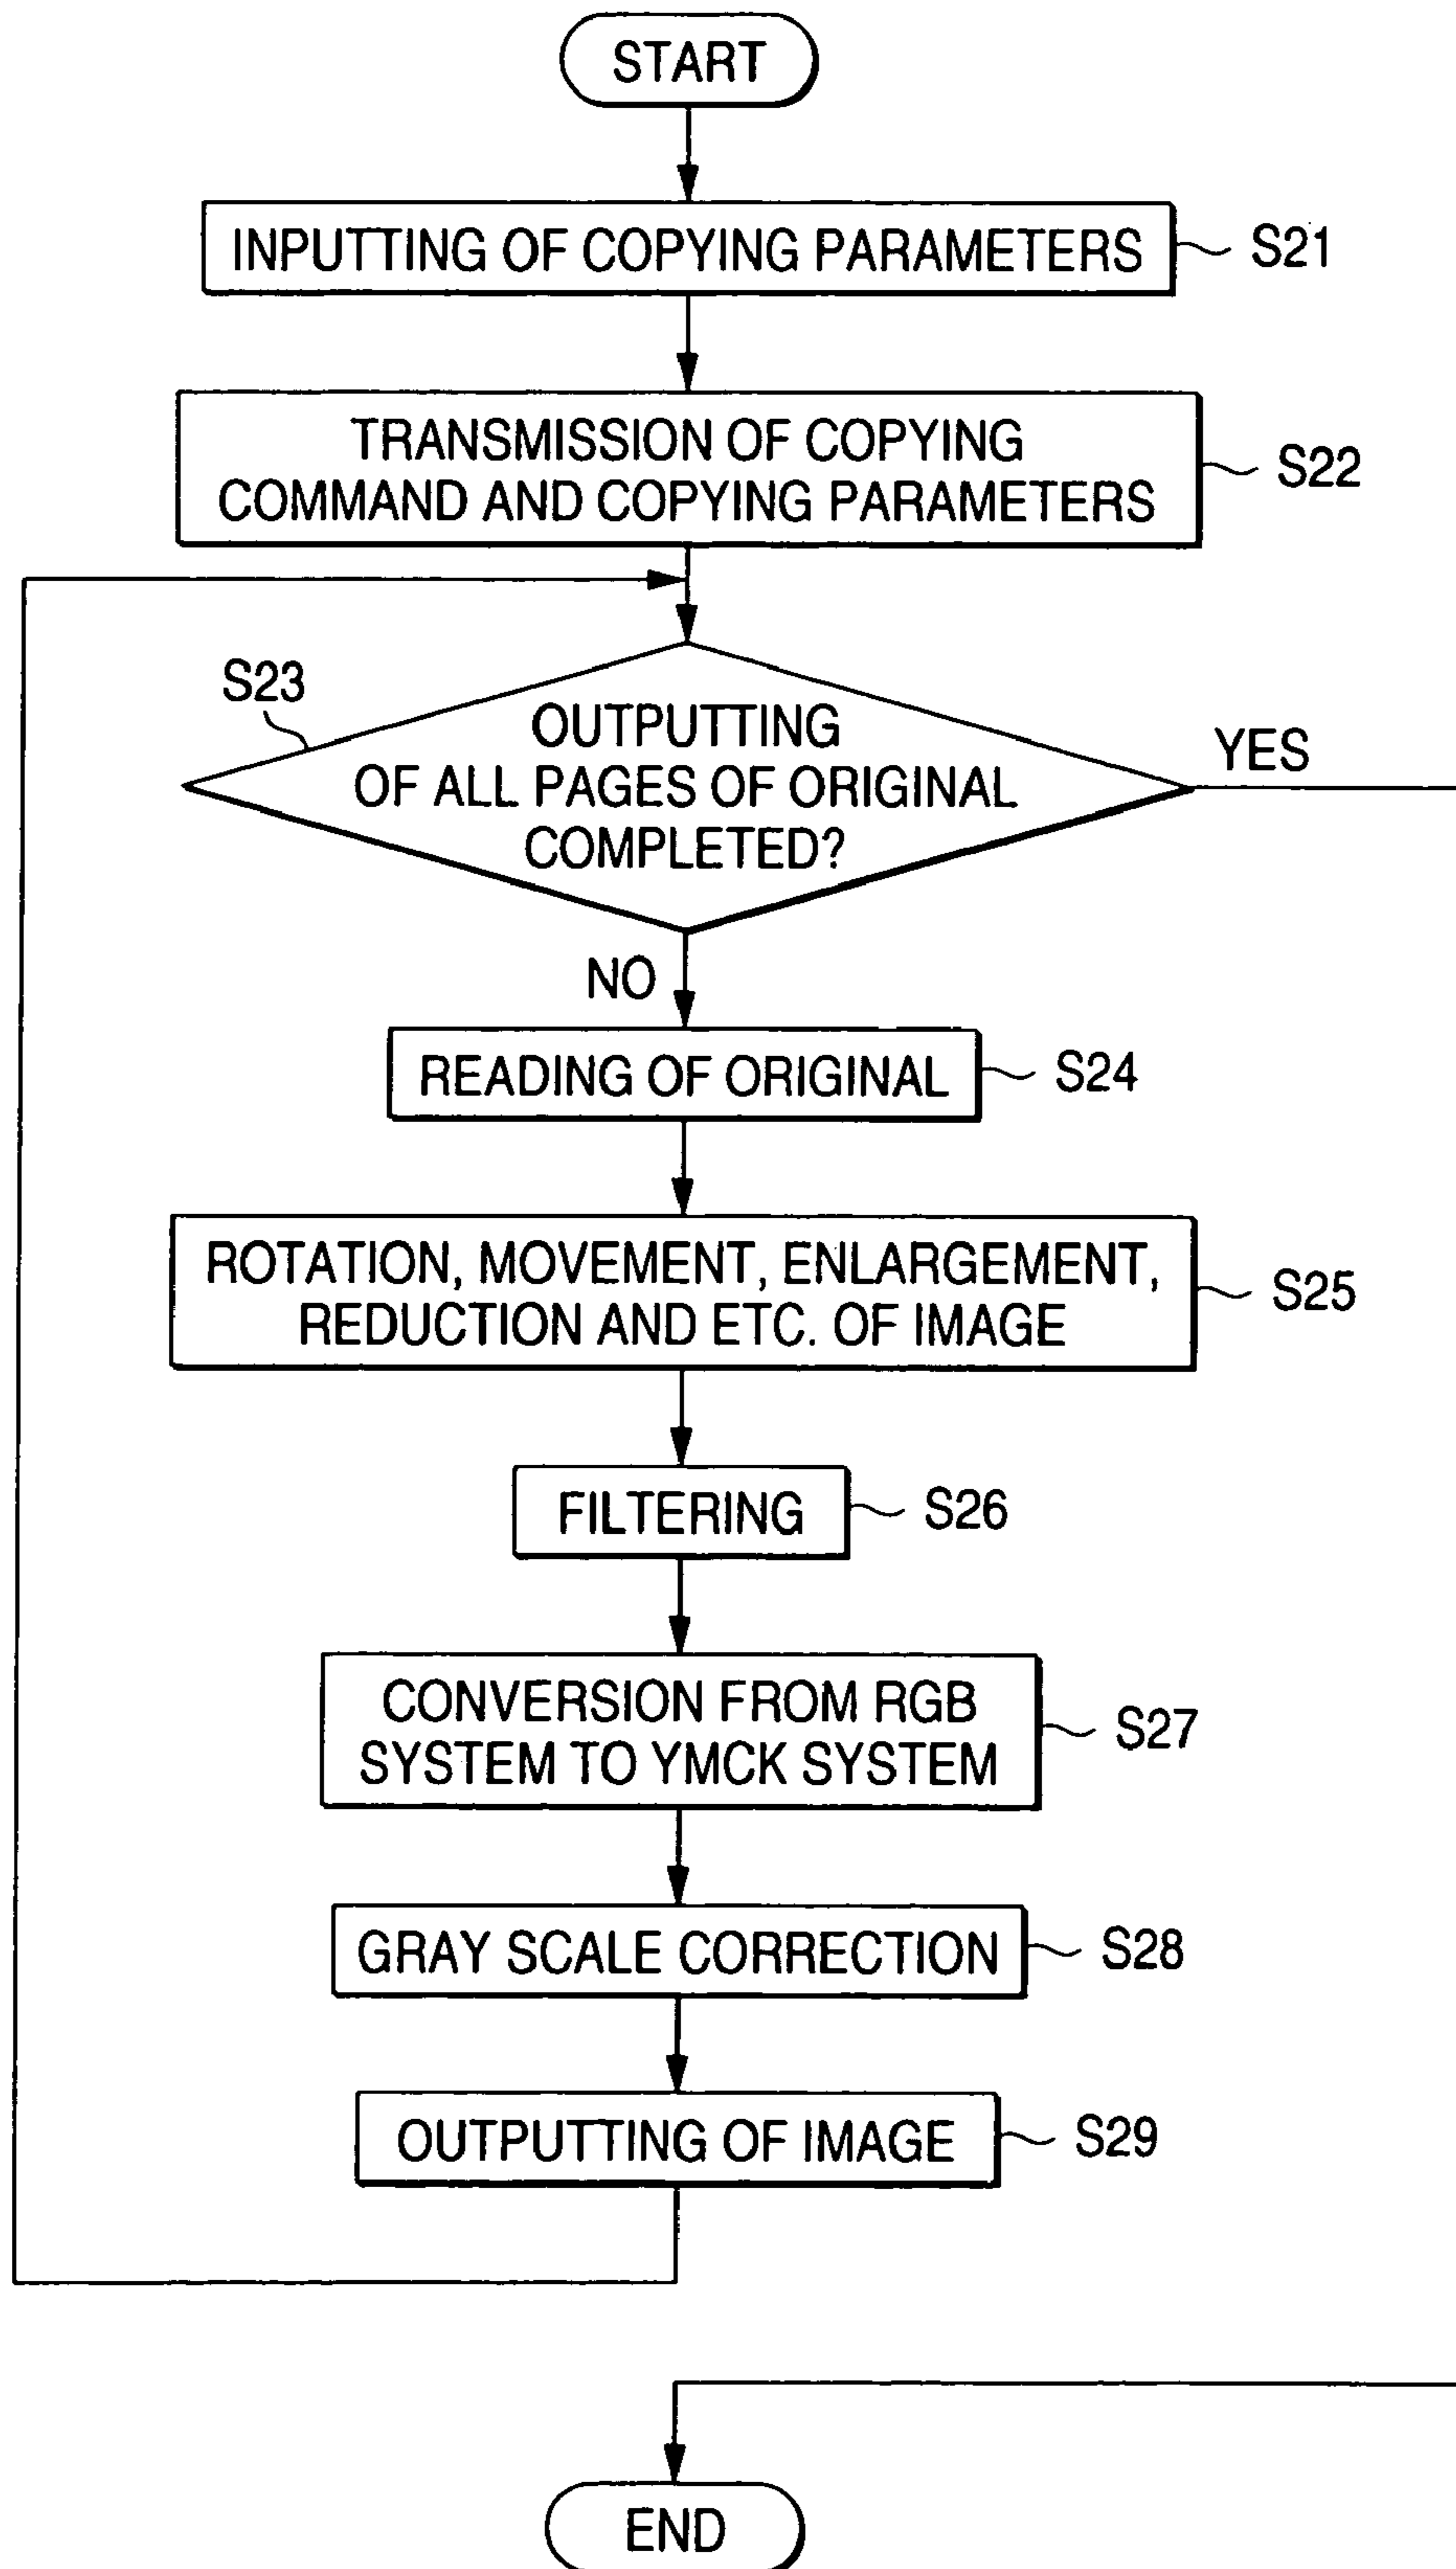 START
INPUTTING OF COPYING PARAMETERS
S21
TRANSMISSION OF COPYING
COMMAND AND COPYING PARAMETERS
S22
S23
OUTPUTTING
OF ALL PAGES OF ORIGINAL
COMPLETED?
YES
NO
READING OF ORIGINAL
S24
ROTATION, MOVEMENT, ENLARGEMENT,
REDUCTION AND ETC. OF IMAGE
S25
FILTERING
S26
CONVERSION FROM RGB
SYSTEM TO YMCK SYSTEM
S27
GRAY SCALE CORRECTION
S28
OUTPUTTING OF IMAGE
S29
END